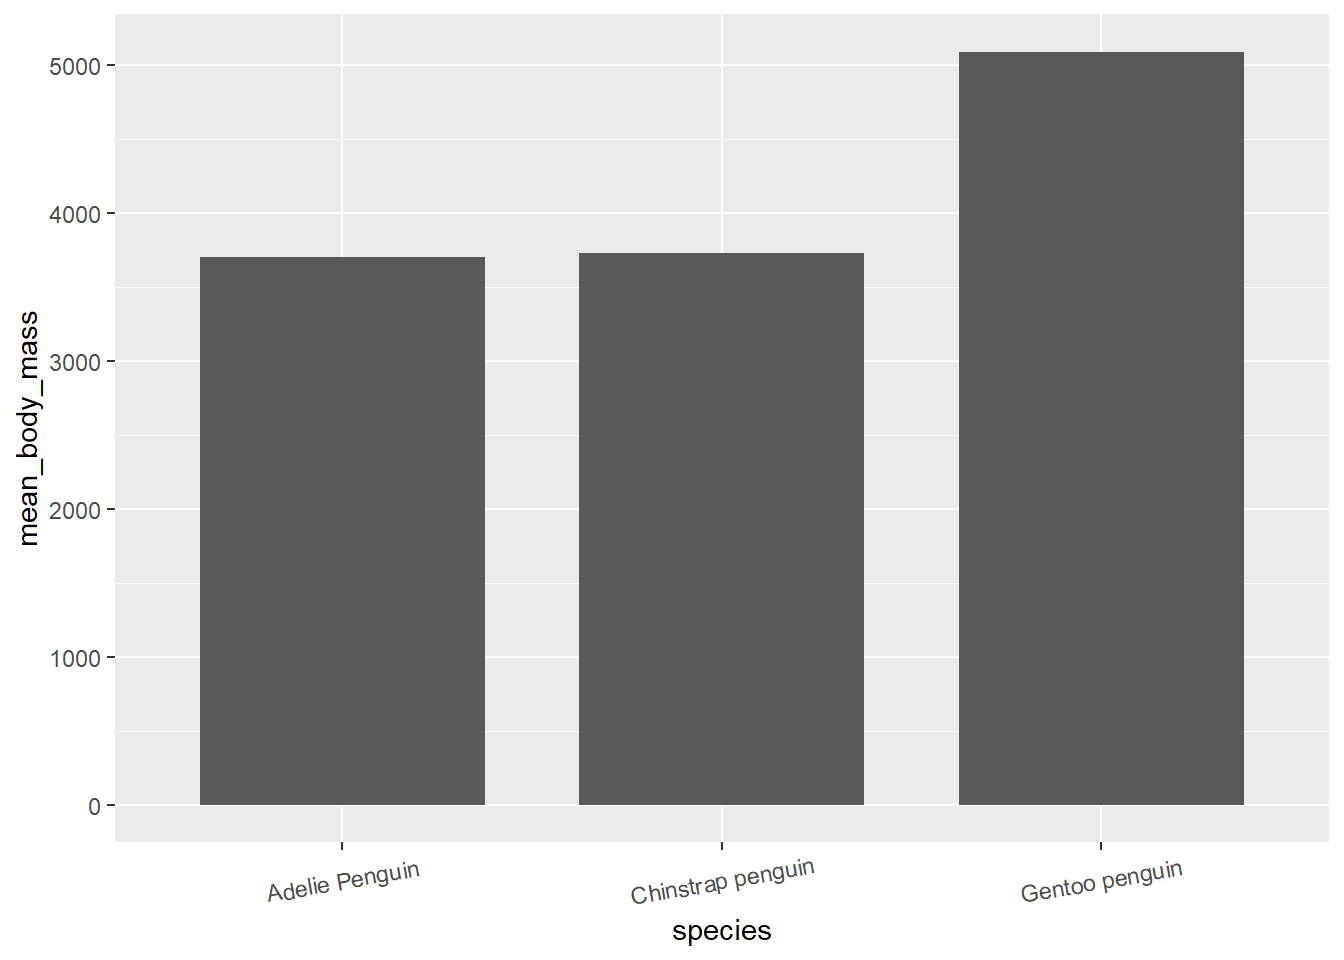 5000
4000
3000
2000
1000
0
mean_body_mass
Adelie Penguin
Chinstrap penguin
Gentoo penguin
species